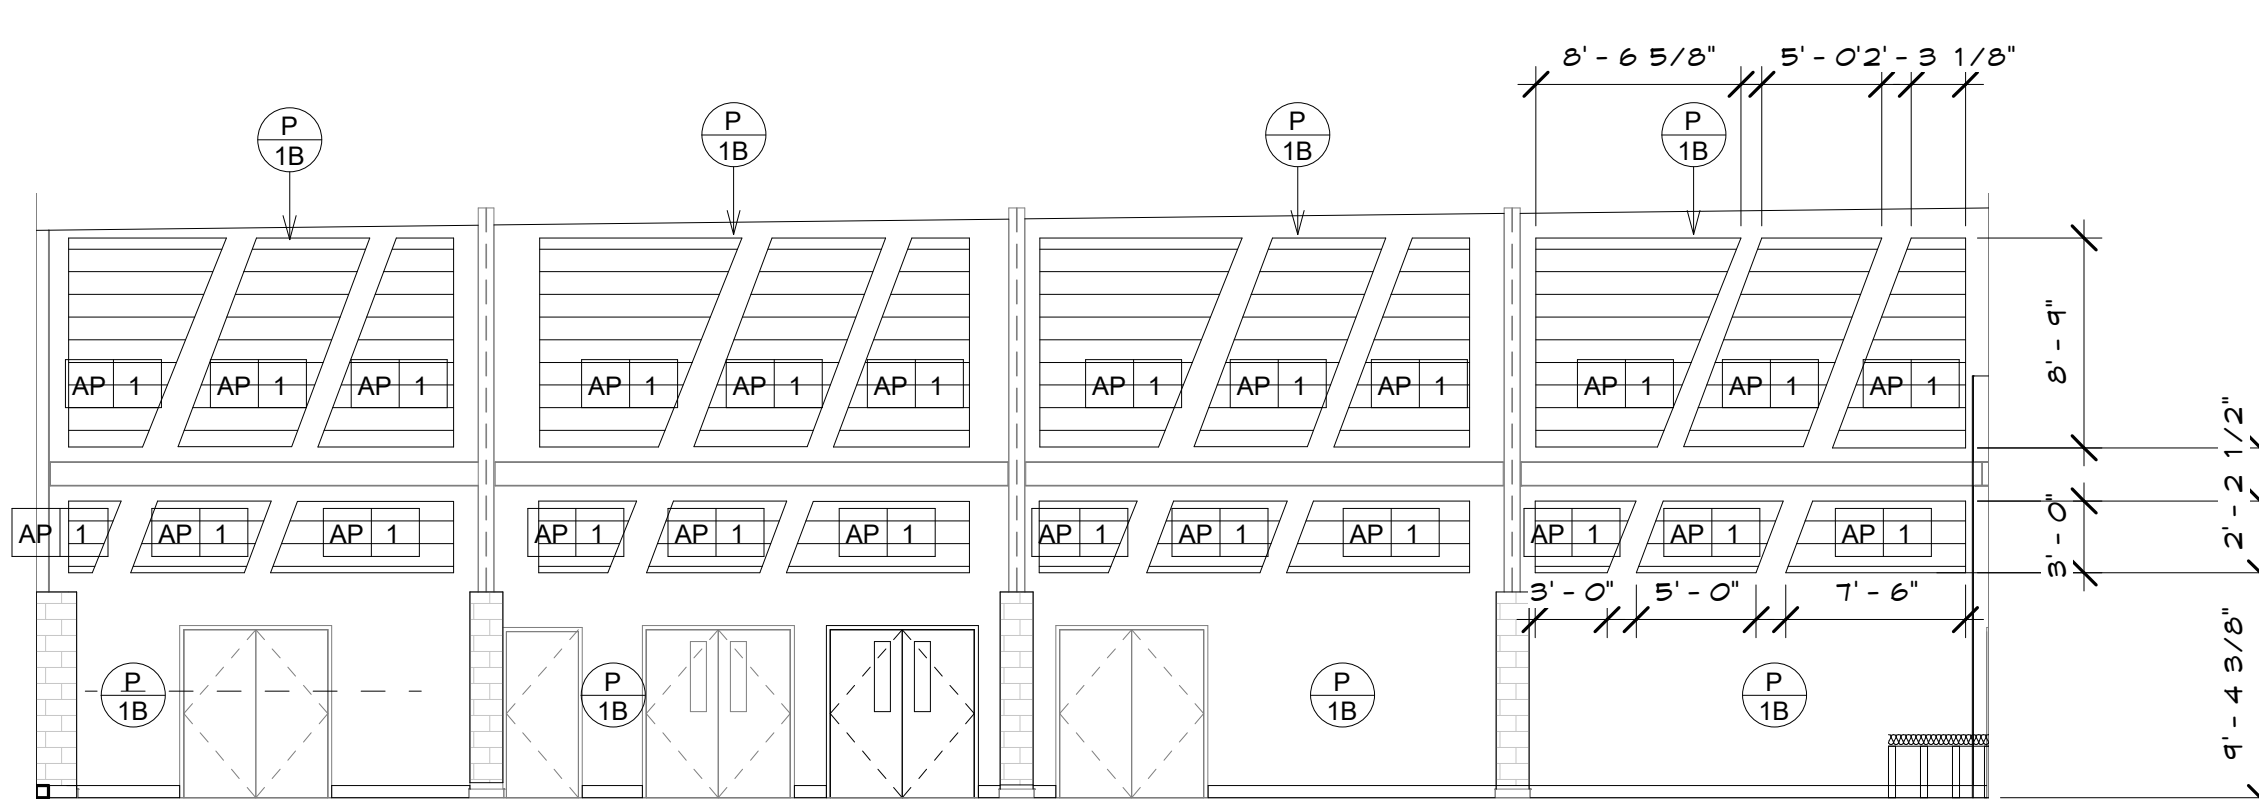 8' - 6 5/8" 5' - 0' 2' - 3 1/8"
P P P P
1B 1B 1B 1B
8' - 9"
AP 1 AP 1 AP 1 AP 1 AP 1 AP 1 AP 1 AP 1 AP 1 AP 1 AP 1 AP 1
2' - 2 1/2"
3' - 0"
AP 1 AP 1 AP 1 AP 1 AP 1 AP 1 AP 1 AP 1 AP 1 AP 1 AP 1 AP 1
3' - 0" 5' - 0" 7' - 6"
9' - 4 3/8"
P P P P
1B 1B 1B 1B